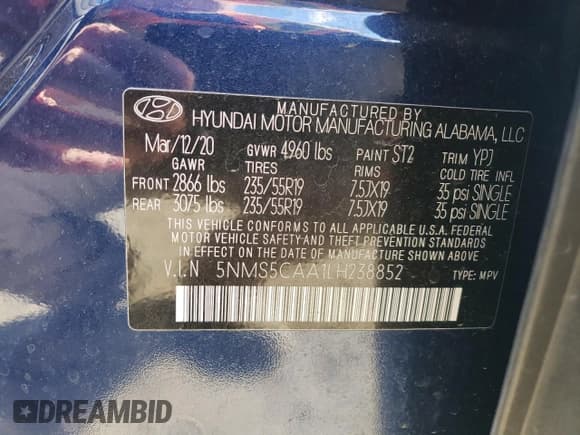 MANUFACTURED BY
HYUNDAI MOTOR MANUFACTURING ALABAMA, LLC
Mar/12/20 GVWR 4960 lbs PAINT ST2 TRIM YPJ
GAWR TIRES RIMS COLD TIRE INFL
FRONT 2866 lbs 235/55R19 7.5JX19 35 psi SINGLE
REAR 3075 lbs 235/55R19 7.5JX19 35 psi SINGLE
THIS VEHICLE CONFORMS TO ALL APPLICABLE U.S.A. FEDERAL
MOTOR VEHICLE SAFETY AND THEFT PREVENTION STANDARDS
IN EFFECT ON THE DATE OF MANUFACTURE SHOWN ABOVE.
V.I.N 5NMS5CAA1LH238852 TYPE: MPV
DREAMBID